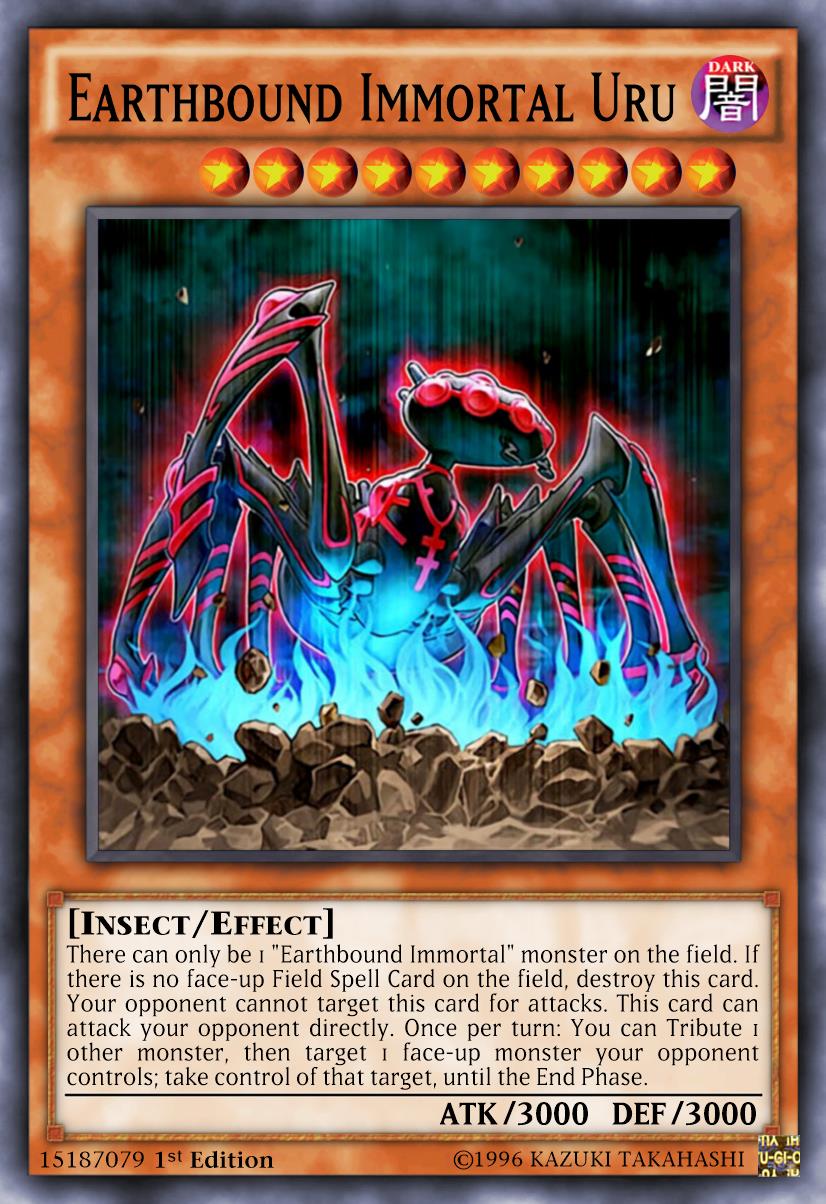 EARTHBOUND IMMORTAL URU
DARK
闇
[INSECT/EFFECT]
There can only be 1 "Earthbound Immortal" monster on the field. If
there is no face-up Field Spell Card on the field, destroy this card.
Your opponent cannot target this card for attacks. This card can
attack your opponent directly. Once per turn: You can Tribute 1
other monster, then target 1 face-up monster your opponent
controls; take control of that target, until the End Phase.
ATK/3000 DEF/3000
15187079 1st Edition ©1996 KAZUKI TAKAHASHI